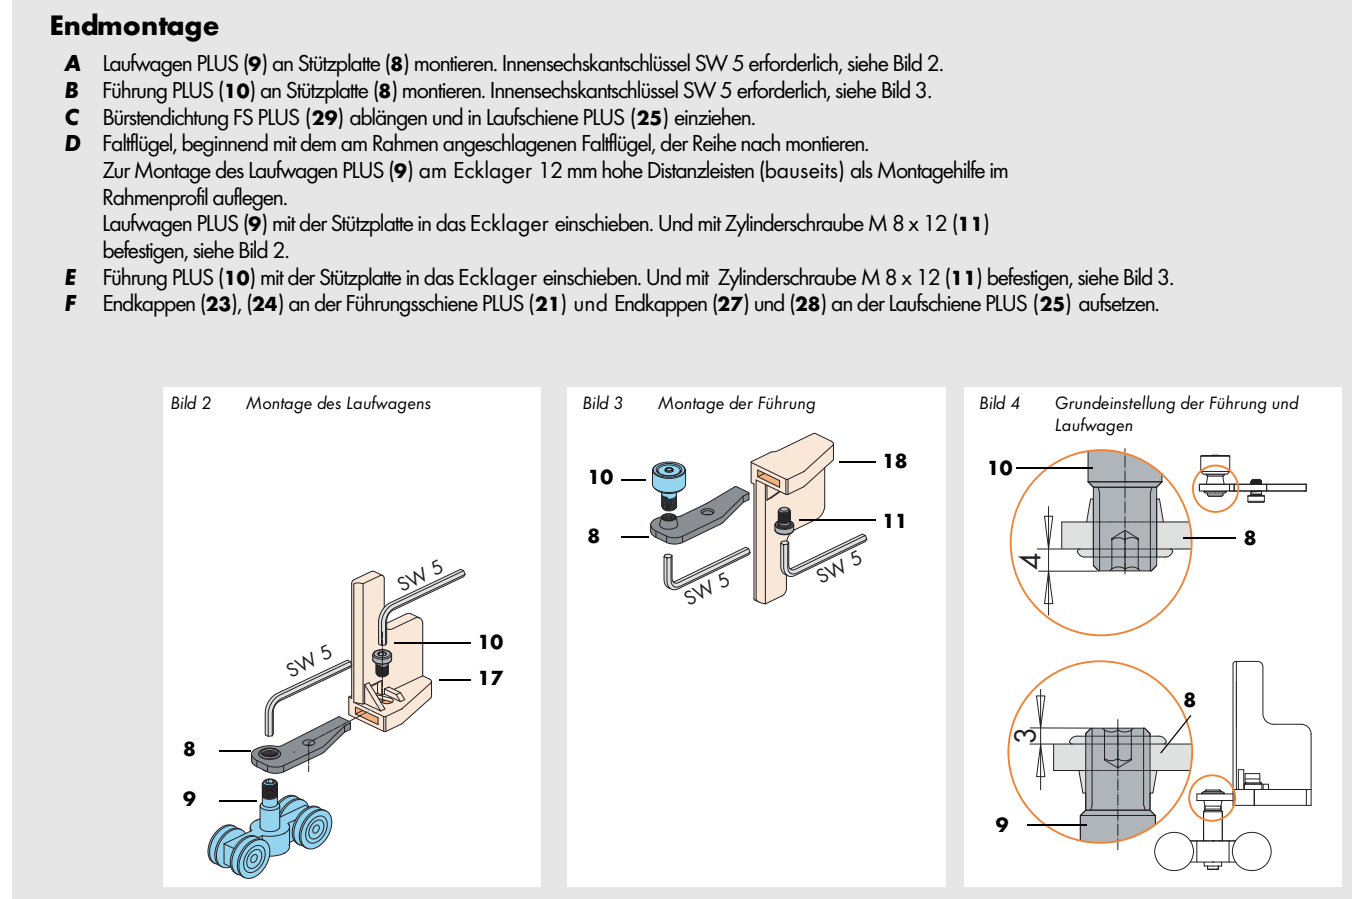 Endmontage
A Laufwagen PLUS (9) an Stützplatte (8) montieren. Innensechskantschlüssel SW 5 erforderlich, siehe Bild 2.
B Führung PLUS (10) an Stützplatte (8) montieren. Innensechskantschlüssel SW 5 erforderlich, siehe Bild 3.
C Bürstendichtung FS PLUS (29) ablängen und in Laufschiene PLUS (25) einziehen.
D Faltflügel, beginnend mit dem am Rahmen angeschlagenen Faltflügel, der Reihe nach montieren.
Zur Montage des Laufwagen PLUS (9) am Ecklager 12 mm hohe Distanzleisten (bauseits) als Montagehilfe im
Rahmenprofil auflegen.
Laufwagen PLUS (9) mit der Stützplatte in das Ecklager einschieben. Und mit Zylinderschraube M 8 x 12 (11)
befestigen, siehe Bild 2.
E Führung PLUS (10) mit der Stützplatte in das Ecklager einschieben. Und mit Zylinderschraube M 8 x 12 (11) befestigen, siehe Bild 3.
F Endkappen (23), (24) an der Führungsschiene PLUS (21) und Endkappen (27) und (28) an der Laufschiene PLUS (25) aufsetzen.
Bild 2 Montage des Laufwagens
SW 5
10
SW 5
17
8
9
Bild 3 Montage der Führung
18
10
11
8
SW 5
SW 5
Bild 4 Grundeinstellung der Führung und
Laufwagen
10
8
4
8
3
9